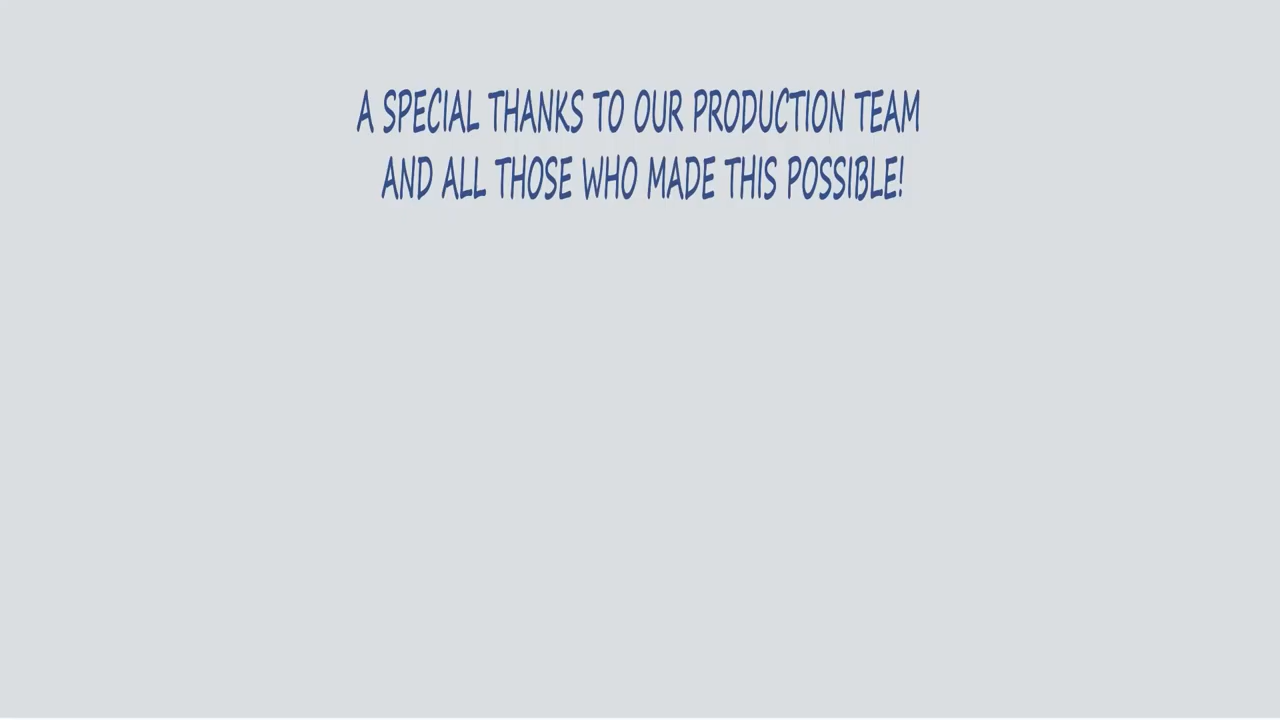 A SPECIAL THANKS TO OUR PRODUCTION TEAM
AND ALL THOSE WHO MADE THIS POSSIBLE!